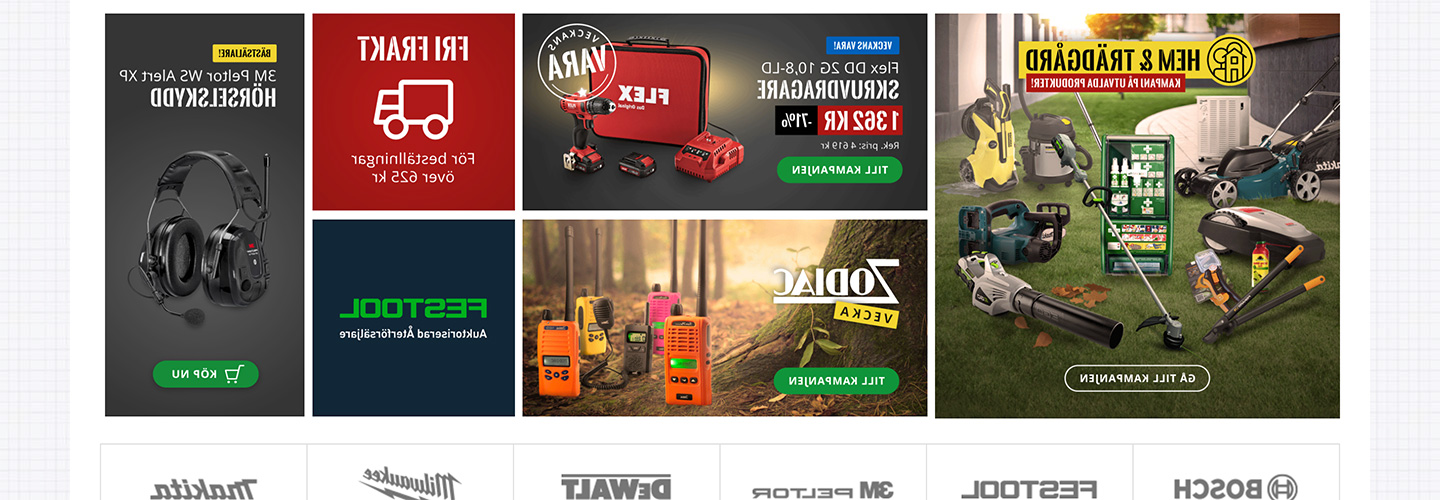 HEM & TRÄDGÅRD
KAMPANJ PÅ UTVALDA PRODUKTER!
makita
GÅ TILL KAMPANJEN
VECKANS VARA!
Flex DD 2G 10,8-LD
SKRUVDRAGARE
1 362 KR -71%
Rek. pris: 4 619 kr
TILL KAMPANJEN
FLEX
Das Original
VECKANS
VARA
ZODIAC
VECKA
TILL KAMPANJEN
FRI FRAKT
För beställningar
över 625 kr
FESTOOL
Auktoriserad Återförsäljare
BÄSTSÄLJARE!
3M Peltor WS Alert XP
HÖRSELSKYDD
KÖP NU
BOSCH
FESTOOL
3M PELTOR
DEWALT
Milwaukee
makita